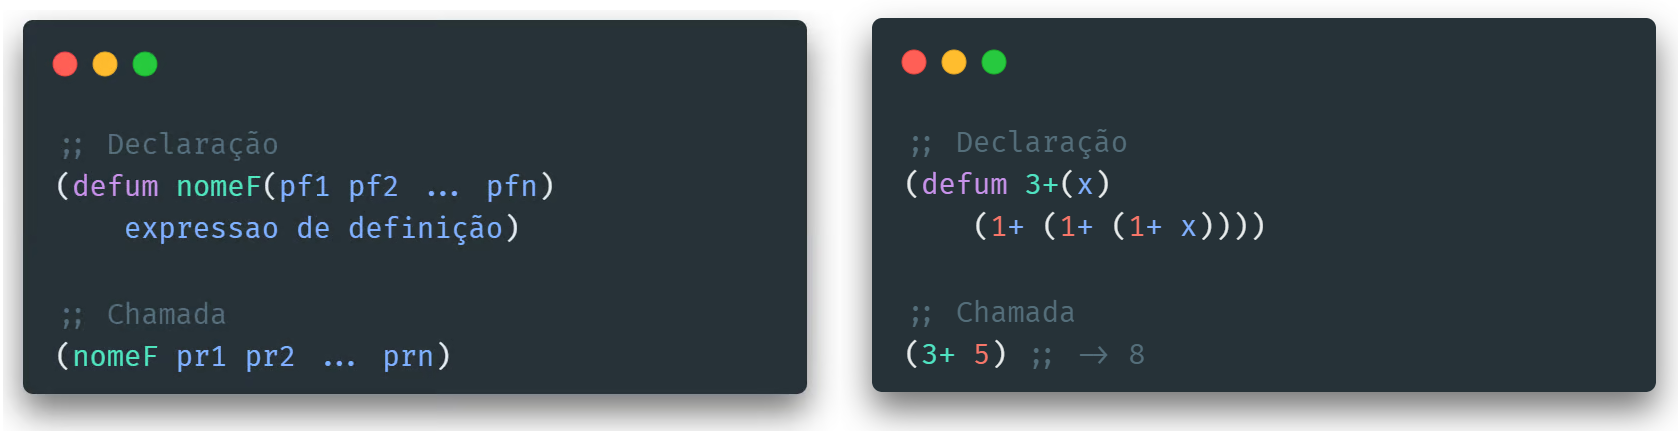 ;; Declaração
(defum nomeF(pf1 pf2 ... pfn)
    expressao de definição)
;; Chamada
(nomeF pr1 pr2 ... prn)
;; Declaração
(defum 3+(x)
    (1+ (1+ (1+ x))))
;; Chamada
(3+ 5) ;; -> 8